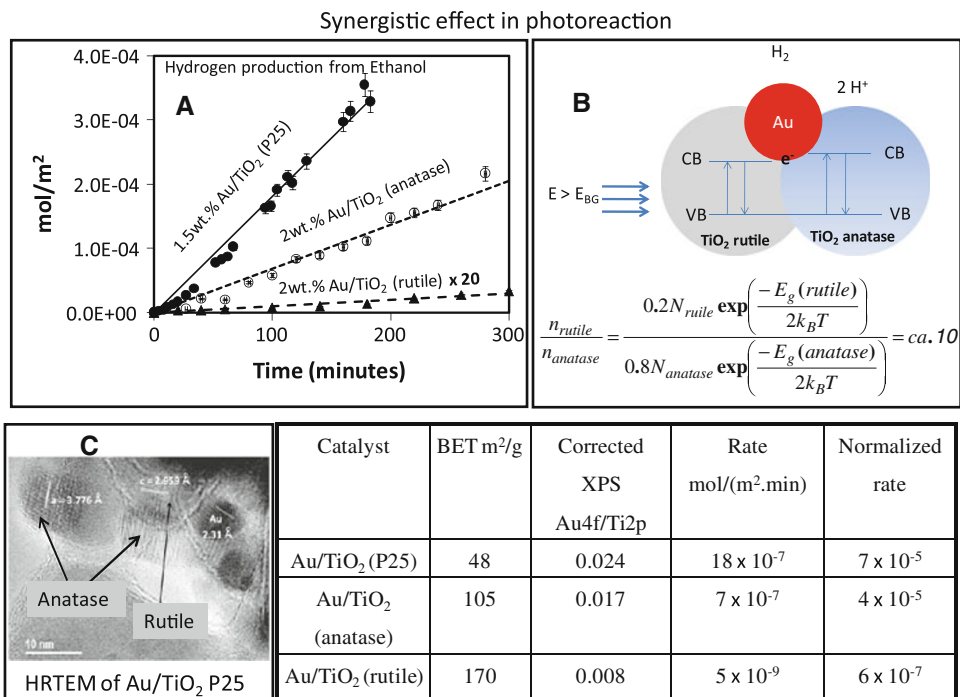 Synergistic effect in photoreaction
A
Hydrogen production from Ethanol
mol/m²
4.0E-04
3.0E-04
2.0E-04
1.0E-04
0.0E+00
0
100
200
300
Time (minutes)
1.5wt.% Au/TiO₂ (P25)
2wt.% Au/TiO₂ (anatase)
2wt.% Au/TiO₂ (rutile) x 20
B
H₂
2 H⁺
Au
e⁻
CB
CB
E > E_BG
VB
VB
TiO₂ rutile
TiO₂ anatase
n_rutile / n_anatase = 0.2N_ruile exp(−E_g (rutile) / 2k_BT) / 0.8N_anatase exp(−E_g (anatase) / 2k_BT) = ca.10
C
a = 3.776 Å
c = 2.959 Å
Au
2.31 Å
Anatase
Rutile
10 nm
HRTEM of Au/TiO₂ P25
Catalyst | BET m²/g | Corrected XPS Au4f/Ti2p | Rate mol/(m².min) | Normalized rate
Au/TiO₂ (P25) | 48 | 0.024 | 18 x 10⁻⁷ | 7 x 10⁻⁵
Au/TiO₂ (anatase) | 105 | 0.017 | 7 x 10⁻⁷ | 4 x 10⁻⁵
Au/TiO₂ (rutile) | 170 | 0.008 | 5 x 10⁻⁹ | 6 x 10⁻⁷